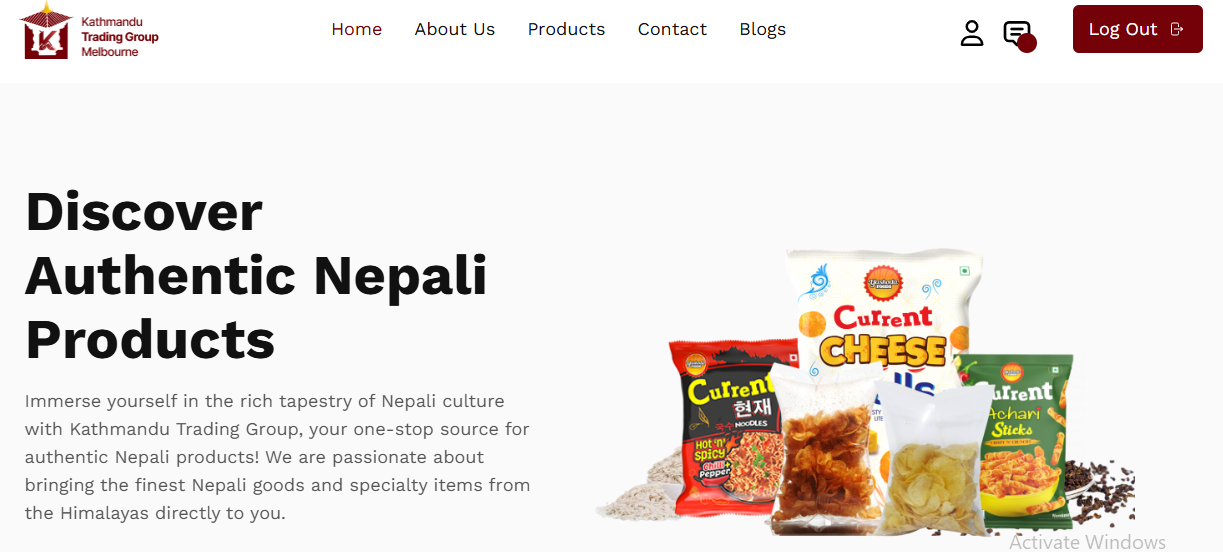 Kathmandu
Trading Group
Melbourne
Home About Us Products Contact Blogs
Log Out
Discover
Authentic Nepali
Products
Immerse yourself in the rich tapestry of Nepali culture
with Kathmandu Trading Group, your one-stop source for
authentic Nepali products! We are passionate about
bringing the finest Nepali goods and specialty items from
the Himalayas directly to you.
Current
CHEESE
lls
Current
현재
국수 NOODLES
HOT 'n'
SPICY
Chilli+
Pepper
Current
Achari
Sticks
Activate Windows